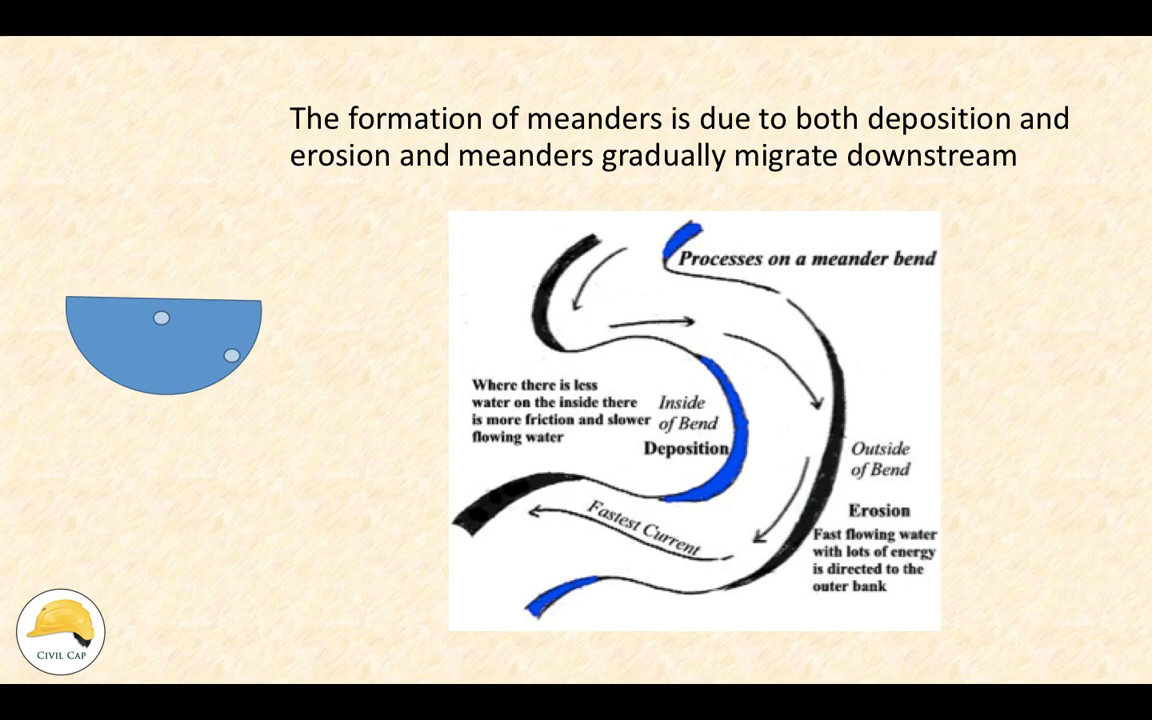 The formation of meanders is due to both deposition and
erosion and meanders gradually migrate downstream
Processes on a meander bend
Where there is less
water on the inside there
is more friction and slower
flowing water
Inside
of Bend
Deposition
Outside
of Bend
Erosion
Fast flowing water
with lots of energy
is directed to the
outer bank
Fastest Current
CIVIL CAP